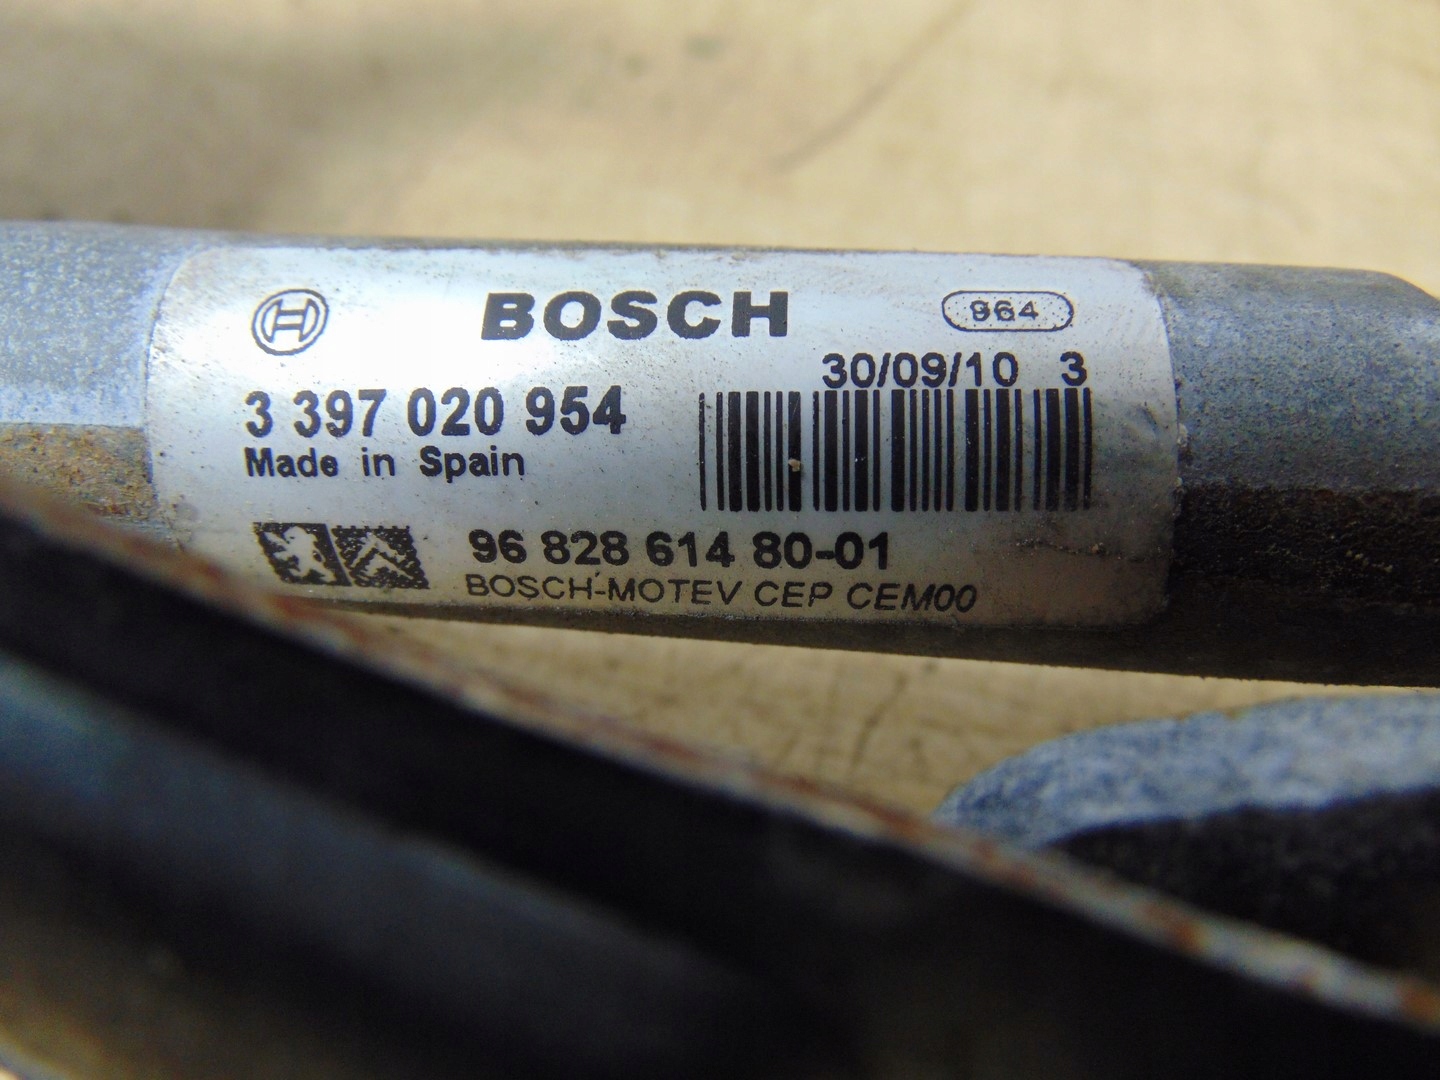 BOSCH 964
30/09/10 3
3 397 020 954
Made in Spain
96 828 614 80-01
BOSCH-MOTEV CEP CEM00